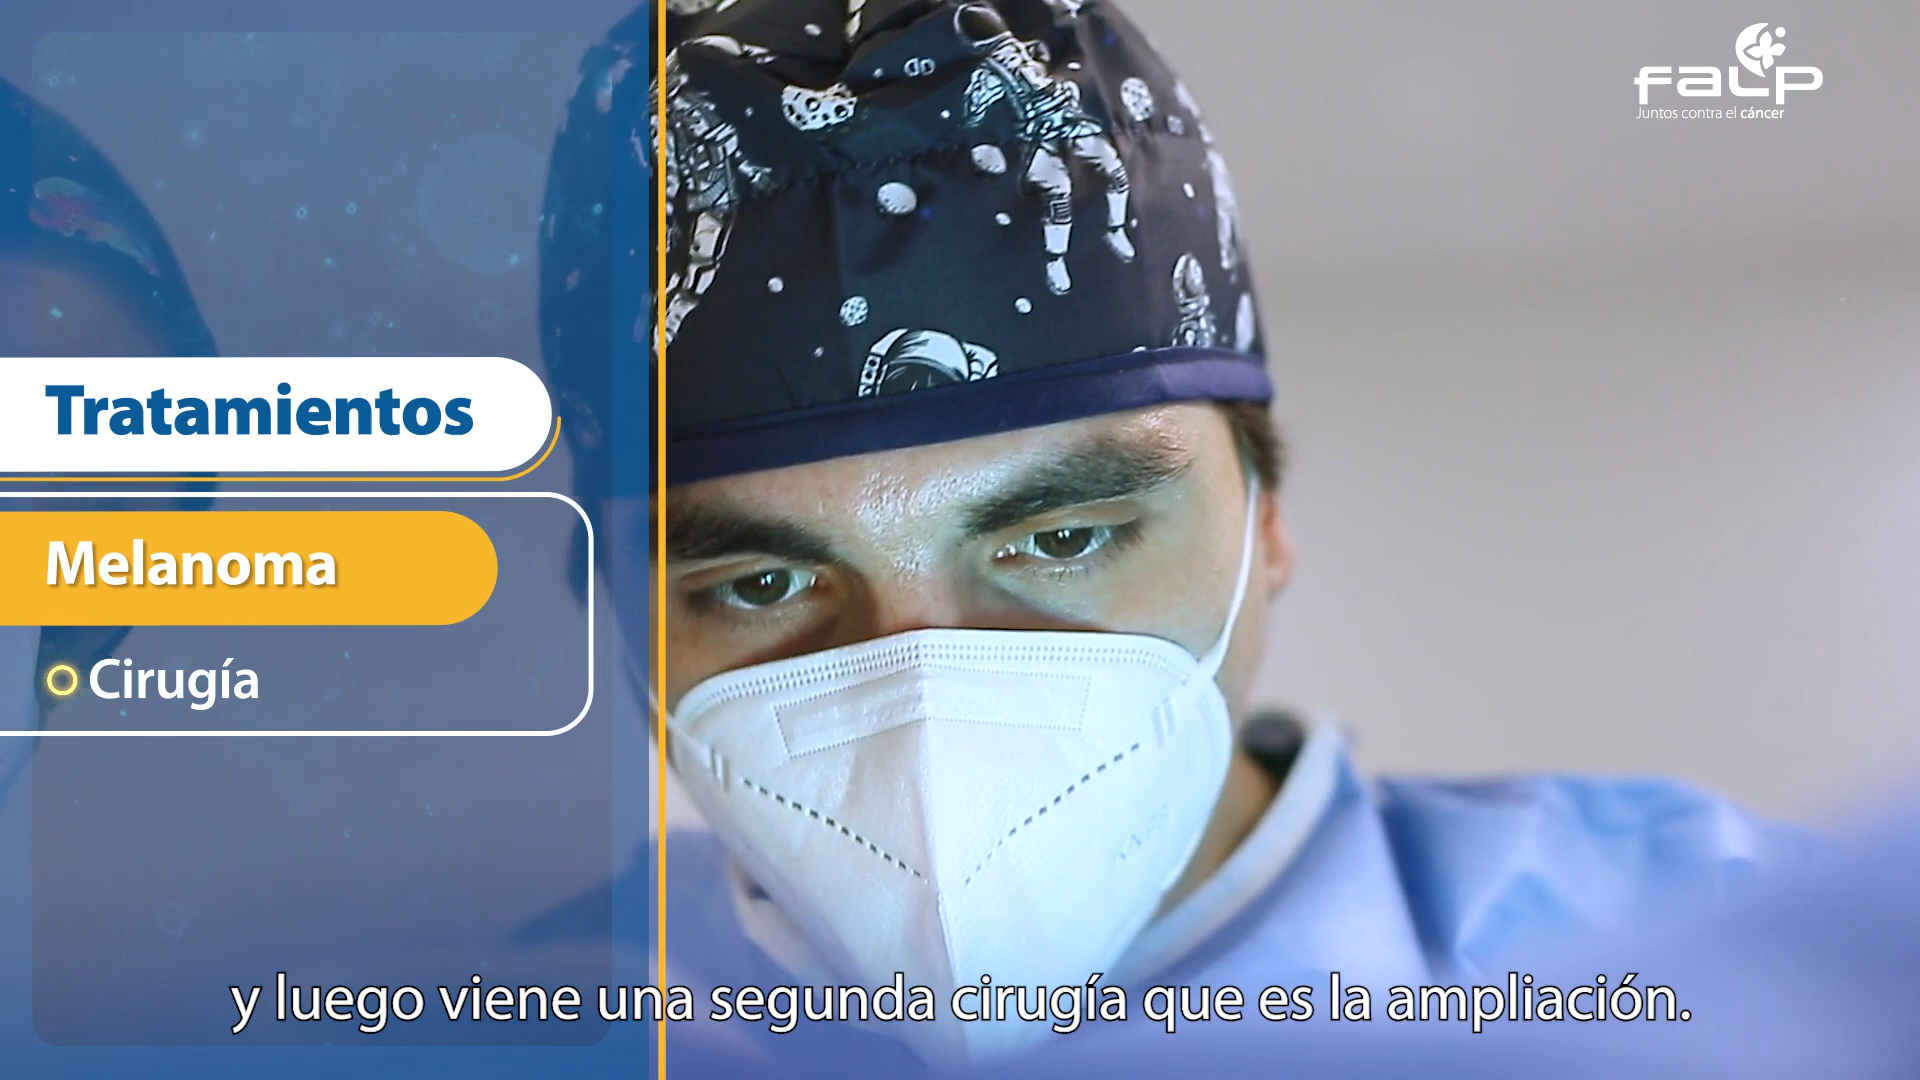 falp
Juntos contra el cáncer
Tratamientos
Melanoma
Cirugía
y luego viene una segunda cirugía que es la ampliación.